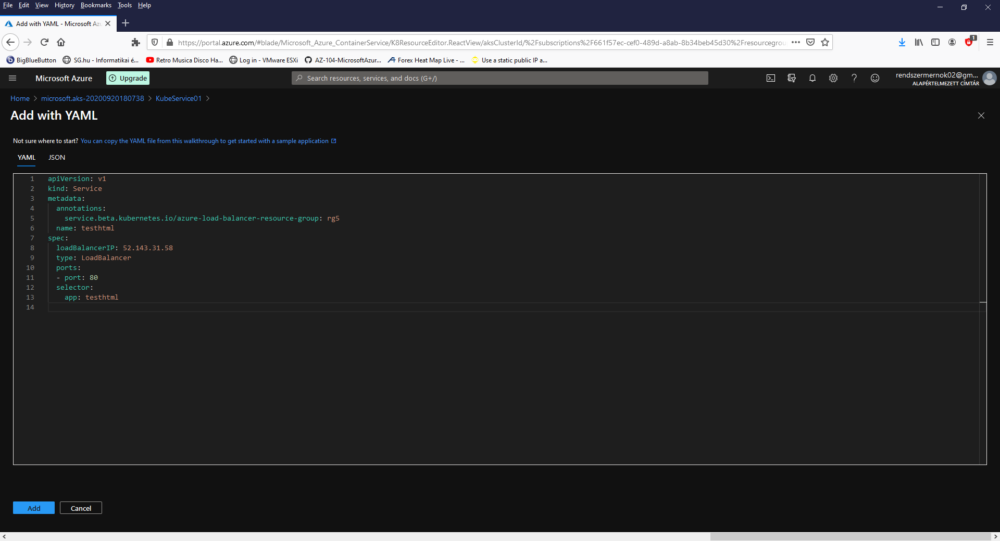 File Edit View History Bookmarks Tools Help
Add with YAML - Microsoft Az
https://portal.azure.com/#blade/Microsoft_Azure_ContainerService/K8ResourceEditor.ReactView/aksClusterId/%2Fsubscriptions%2F661f57ec-cef0-489d-a8ab-8b34beb45d30%2Fresourcegrou
1
BigBlueButton SG.hu - Informatikai é... Retro Musica Disco Ha... Log in - VMware ESXi AZ-104-MicrosoftAzur... Forex Heat Map Live - ... Use a static public IP a...
Microsoft Azure Upgrade Search resources, services, and docs (G+/) rendszermernok02@gm...
ALAPÉRTELMEZETT CÍMTÁR
Home > microsoft.aks-20200920180738 > KubeService01 >
Add with YAML
Not sure where to start? You can copy the YAML file from this walkthrough to get started with a sample application
YAML JSON
1 apiVersion: v1
2 kind: Service
3 metadata:
4 annotations:
5 service.beta.kubernetes.io/azure-load-balancer-resource-group: rg5
6 name: testhtml
7 spec:
8 loadBalancerIP: 52.143.31.58
9 type: LoadBalancer
10 ports:
11 - port: 80
12 selector:
13 app: testhtml
14
Add Cancel